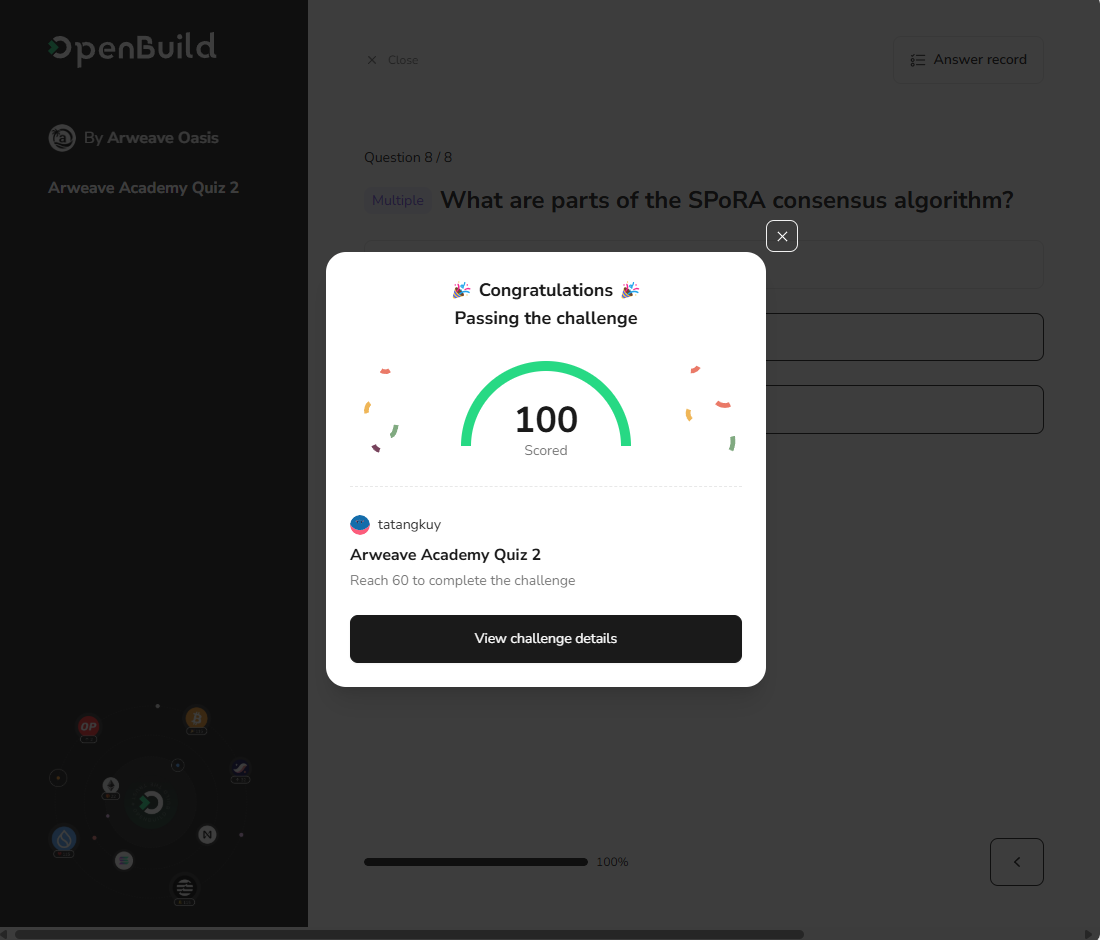 OpenBuild
Close
Answer record
By Arweave Oasis
Arweave Academy Quiz 2
Question 8 / 8
Multiple What are parts of the SPoRA consensus algorithm?
🎉 Congratulations 🎉
Passing the challenge
100
Scored
tatangkuy
Arweave Academy Quiz 2
Reach 60 to complete the challenge
View challenge details
OP
100%